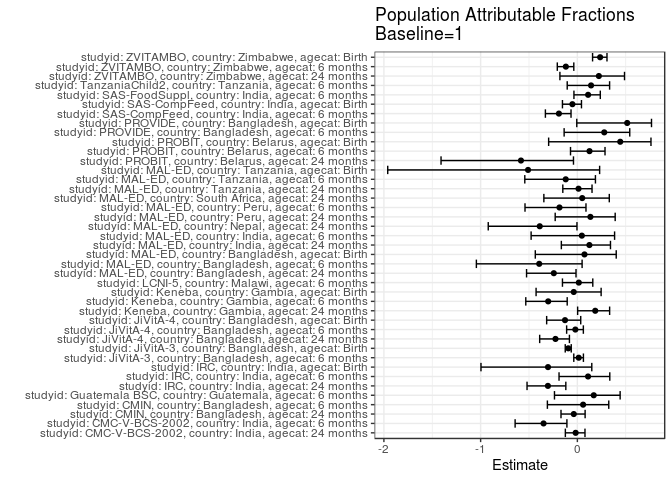 Population Attributable Fractions
Baseline=1
studyid: ZVITAMBO, country: Zimbabwe, agecat: Birth
studyid: ZVITAMBO, country: Zimbabwe, agecat: 6 months
studyid: ZVITAMBO, country: Zimbabwe, agecat: 24 months
studyid: TanzaniaChild2, country: Tanzania, agecat: 6 months
studyid: SAS-FoodSuppl, country: India, agecat: 6 months
studyid: SAS-CompFeed, country: India, agecat: Birth
studyid: SAS-CompFeed, country: India, agecat: 6 months
studyid: PROVIDE, country: Bangladesh, agecat: Birth
studyid: PROVIDE, country: Bangladesh, agecat: 6 months
studyid: PROBIT, country: Belarus, agecat: Birth
studyid: PROBIT, country: Belarus, agecat: 6 months
studyid: PROBIT, country: Belarus, agecat: 24 months
studyid: MAL-ED, country: Tanzania, agecat: Birth
studyid: MAL-ED, country: Tanzania, agecat: 6 months
studyid: MAL-ED, country: Tanzania, agecat: 24 months
studyid: MAL-ED, country: South Africa, agecat: 24 months
studyid: MAL-ED, country: Peru, agecat: 6 months
studyid: MAL-ED, country: Peru, agecat: 24 months
studyid: MAL-ED, country: Nepal, agecat: 24 months
studyid: MAL-ED, country: India, agecat: 6 months
studyid: MAL-ED, country: India, agecat: 24 months
studyid: MAL-ED, country: Bangladesh, agecat: Birth
studyid: MAL-ED, country: Bangladesh, agecat: 6 months
studyid: MAL-ED, country: Bangladesh, agecat: 24 months
studyid: LCNI-5, country: Malawi, agecat: 6 months
studyid: Keneba, country: Gambia, agecat: Birth
studyid: Keneba, country: Gambia, agecat: 6 months
studyid: Keneba, country: Gambia, agecat: 24 months
studyid: JiVitA-4, country: Bangladesh, agecat: Birth
studyid: JiVitA-4, country: Bangladesh, agecat: 6 months
studyid: JiVitA-4, country: Bangladesh, agecat: 24 months
studyid: JiVitA-3, country: Bangladesh, agecat: Birth
studyid: JiVitA-3, country: Bangladesh, agecat: 6 months
studyid: IRC, country: India, agecat: Birth
studyid: IRC, country: India, agecat: 6 months
studyid: IRC, country: India, agecat: 24 months
studyid: Guatemala BSC, country: Guatemala, agecat: 6 months
studyid: CMIN, country: Bangladesh, agecat: 6 months
studyid: CMIN, country: Bangladesh, agecat: 24 months
studyid: CMC-V-BCS-2002, country: India, agecat: 6 months
studyid: CMC-V-BCS-2002, country: India, agecat: 24 months
-2 -1 0
Estimate